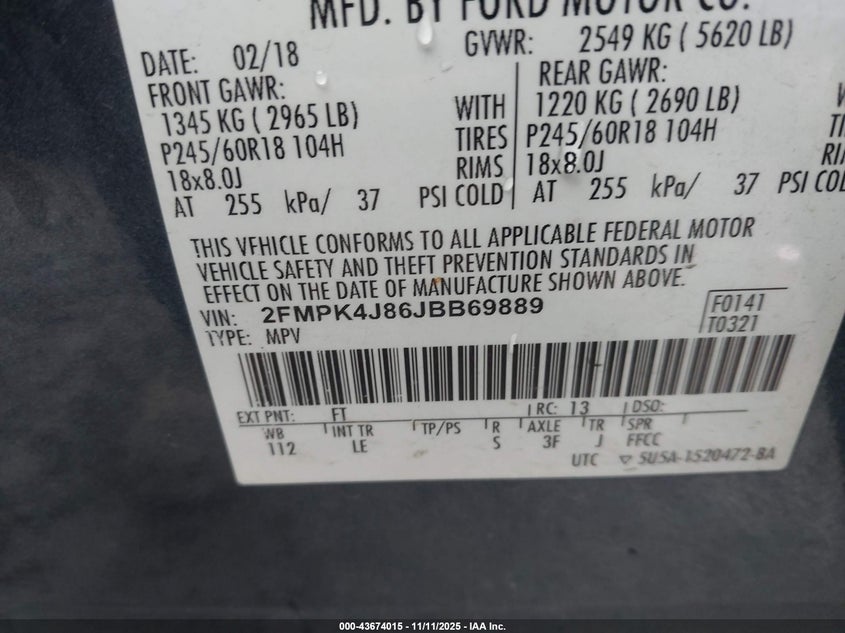 MFD. BY FORD MOTOR CO.
DATE: 02/18 GVWR: 2549 KG ( 5620 LB)
FRONT GAWR: REAR GAWR:
1345 KG ( 2965 LB) WITH 1220 KG ( 2690 LB)
P245/60R18 104H TIRES P245/60R18 104H
18x8.0J RIMS 18x8.0J
AT 255 kPa/ 37 PSI COLD AT 255 kPa/ 37 PSI COL
THIS VEHICLE CONFORMS TO ALL APPLICABLE FEDERAL MOTOR
VEHICLE SAFETY AND THEFT PREVENTION STANDARDS IN
EFFECT ON THE DATE OF MANUFACTURE SHOWN ABOVE.
VIN: 2FMPK4J86JBB69889 F0141
TYPE: MPV T0321
EXT PNT: FT RC: 13 DSO:
WB INT TR TP/PS R AXLE TR SPR
112 LE S 3F J FFCC
UTC ▽ 5U5A-1520472-BA
000-43674015 - 11/11/2025 - IAA Inc.